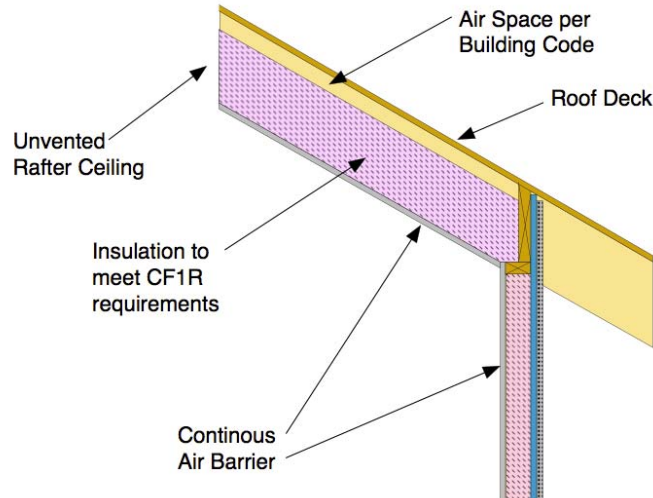 Air Space per
Building Code
Roof Deck
Unvented
Rafter Ceiling
Insulation to
meet CF1R
requirements
Continous
Air Barrier